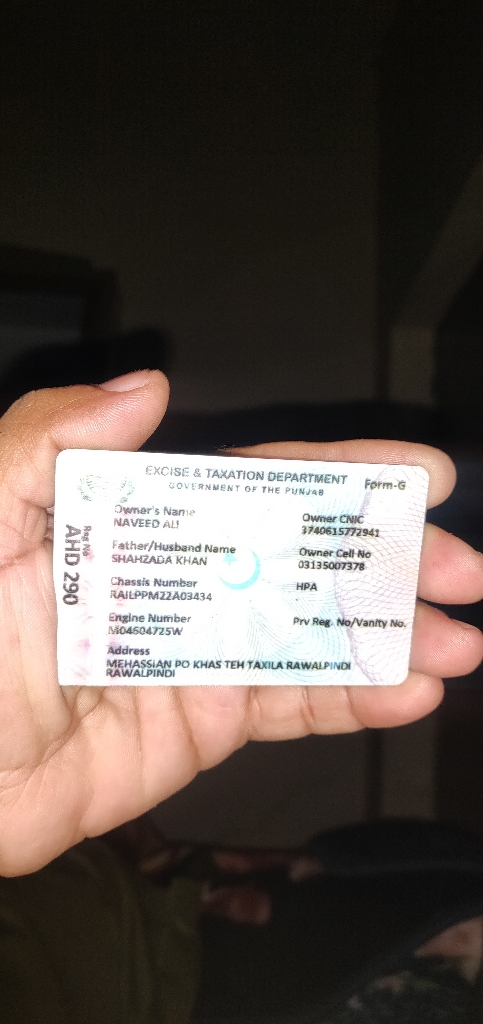 EXCISE & TAXATION DEPARTMENT
GOVERNMENT OF THE PUNJAB
Form-G
Reg No
AHD 290
Owner's Name
NAVEED ALI
Owner CNIC
3740615772941
Father/Husband Name
SHAHZADA KHAN
Owner Cell No
03135007378
Chassis Number
RAILPPM22A03434
HPA
Engine Number
M04604725W
Prv Reg. No/Vanity No.
Address
MEHASSIAN PO KHAS TEH TAXILA RAWALPINDI
RAWALPINDI